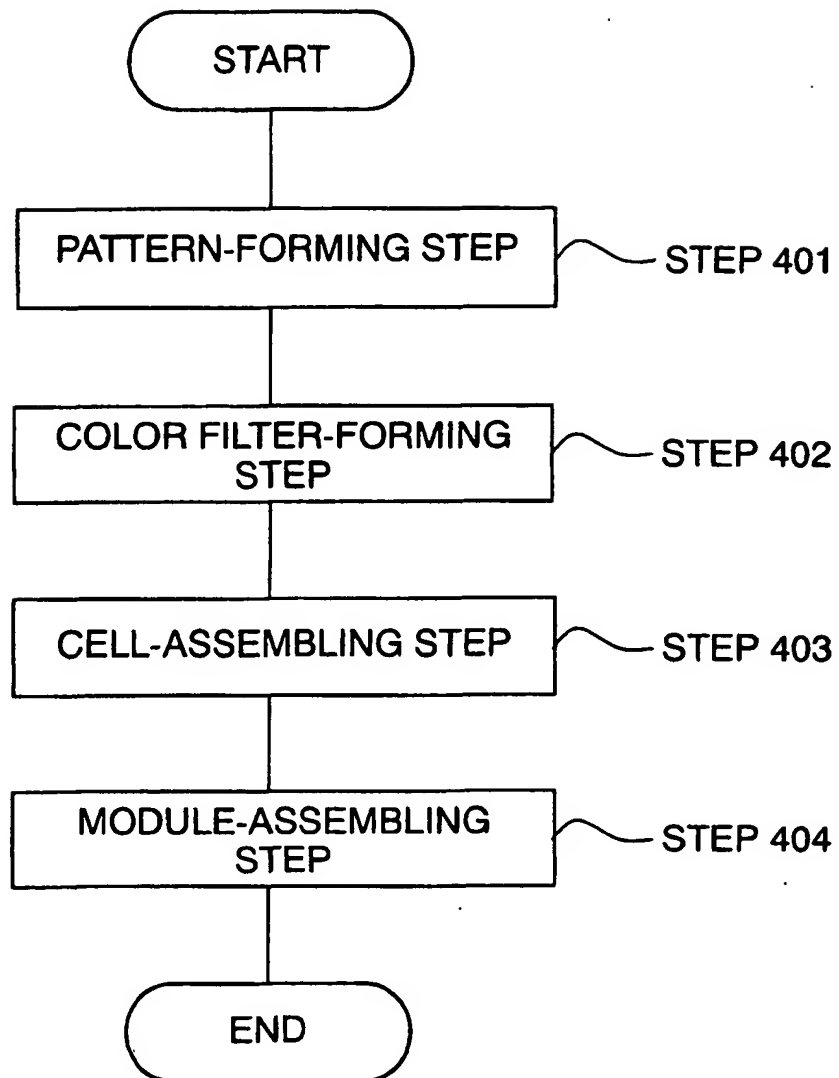 START
PATTERN-FORMING STEP
STEP 401
COLOR FILTER-FORMING
STEP
STEP 402
CELL-ASSEMBLING STEP
STEP 403
MODULE-ASSEMBLING
STEP
STEP 404
END